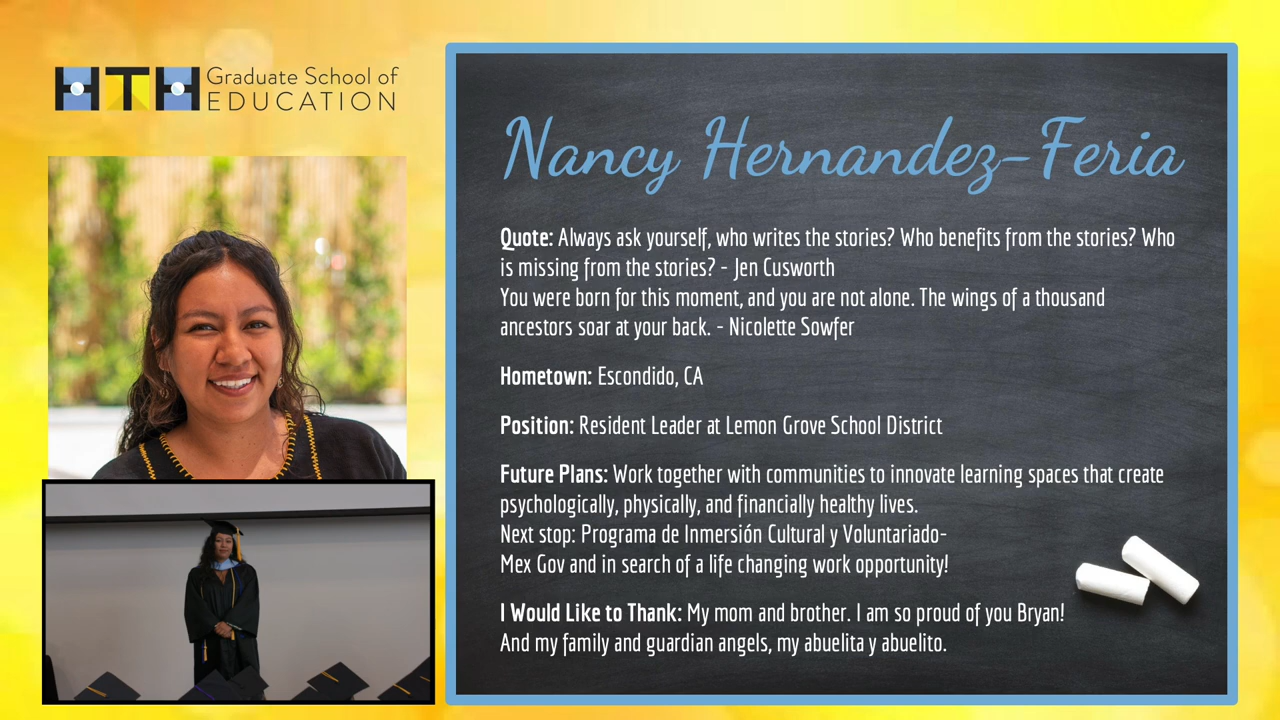 HTH Graduate School of
EDUCATION
Nancy Hernandez-Feria
Quote: Always ask yourself, who writes the stories? Who benefits from the stories? Who
is missing from the stories? - Jen Cusworth
You were born for this moment, and you are not alone. The wings of a thousand
ancestors soar at your back. - Nicolette Sowfer
Hometown: Escondido, CA
Position: Resident Leader at Lemon Grove School District
Future Plans: Work together with communities to innovate learning spaces that create
psychologically, physically, and financially healthy lives.
Next stop: Programa de Inmersión Cultural y Voluntariado-
Mex Gov and in search of a life changing work opportunity!
I Would Like to Thank: My mom and brother. I am so proud of you Bryan!
And my family and guardian angels, my abuelita y abuelito.